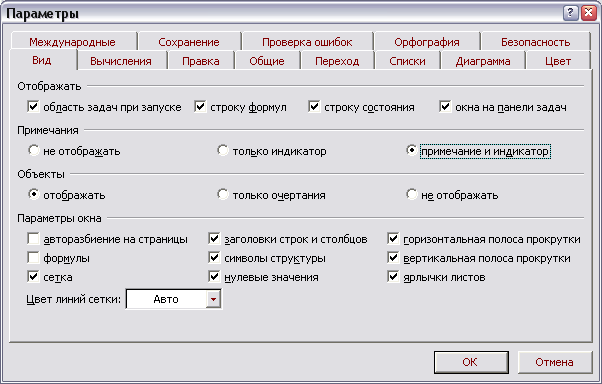 Параметры
Международные Сохранение Проверка ошибок Орфография Безопасность
Вид Вычисления Правка Общие Переход Списки Диаграмма Цвет
Отображать
область задач при запуске строку формул строку состояния окна на панели задач
Примечания
не отображать только индикатор примечание и индикатор
Объекты
отображать только очертания не отображать
Параметры окна
авторазбиение на страницы заголовки строк и столбцов горизонтальная полоса прокрутки
формулы символы структуры вертикальная полоса прокрутки
сетка нулевые значения ярлычки листов
Цвет линий сетки: Авто
ОК Отмена